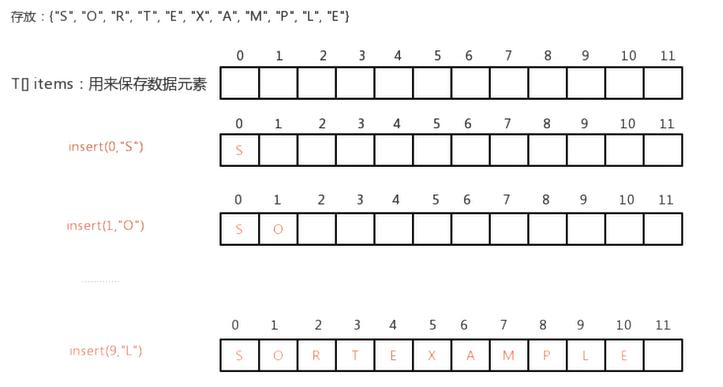 存放：{"S", "O", "R", "T", "E", "X", "A", "M", "P", "L", "E"}
0 1 2 3 4 5 6 7 8 9 10 11
T[] items：用来保存数据元素
0 1 2 3 4 5 6 7 8 9 10 11
insert(0,"S") S
0 1 2 3 4 5 6 7 8 9 10 11
insert(1,"O") S O
............
0 1 2 3 4 5 6 7 8 9 10 11
insert(9,"L") S O R T E X A M P L E